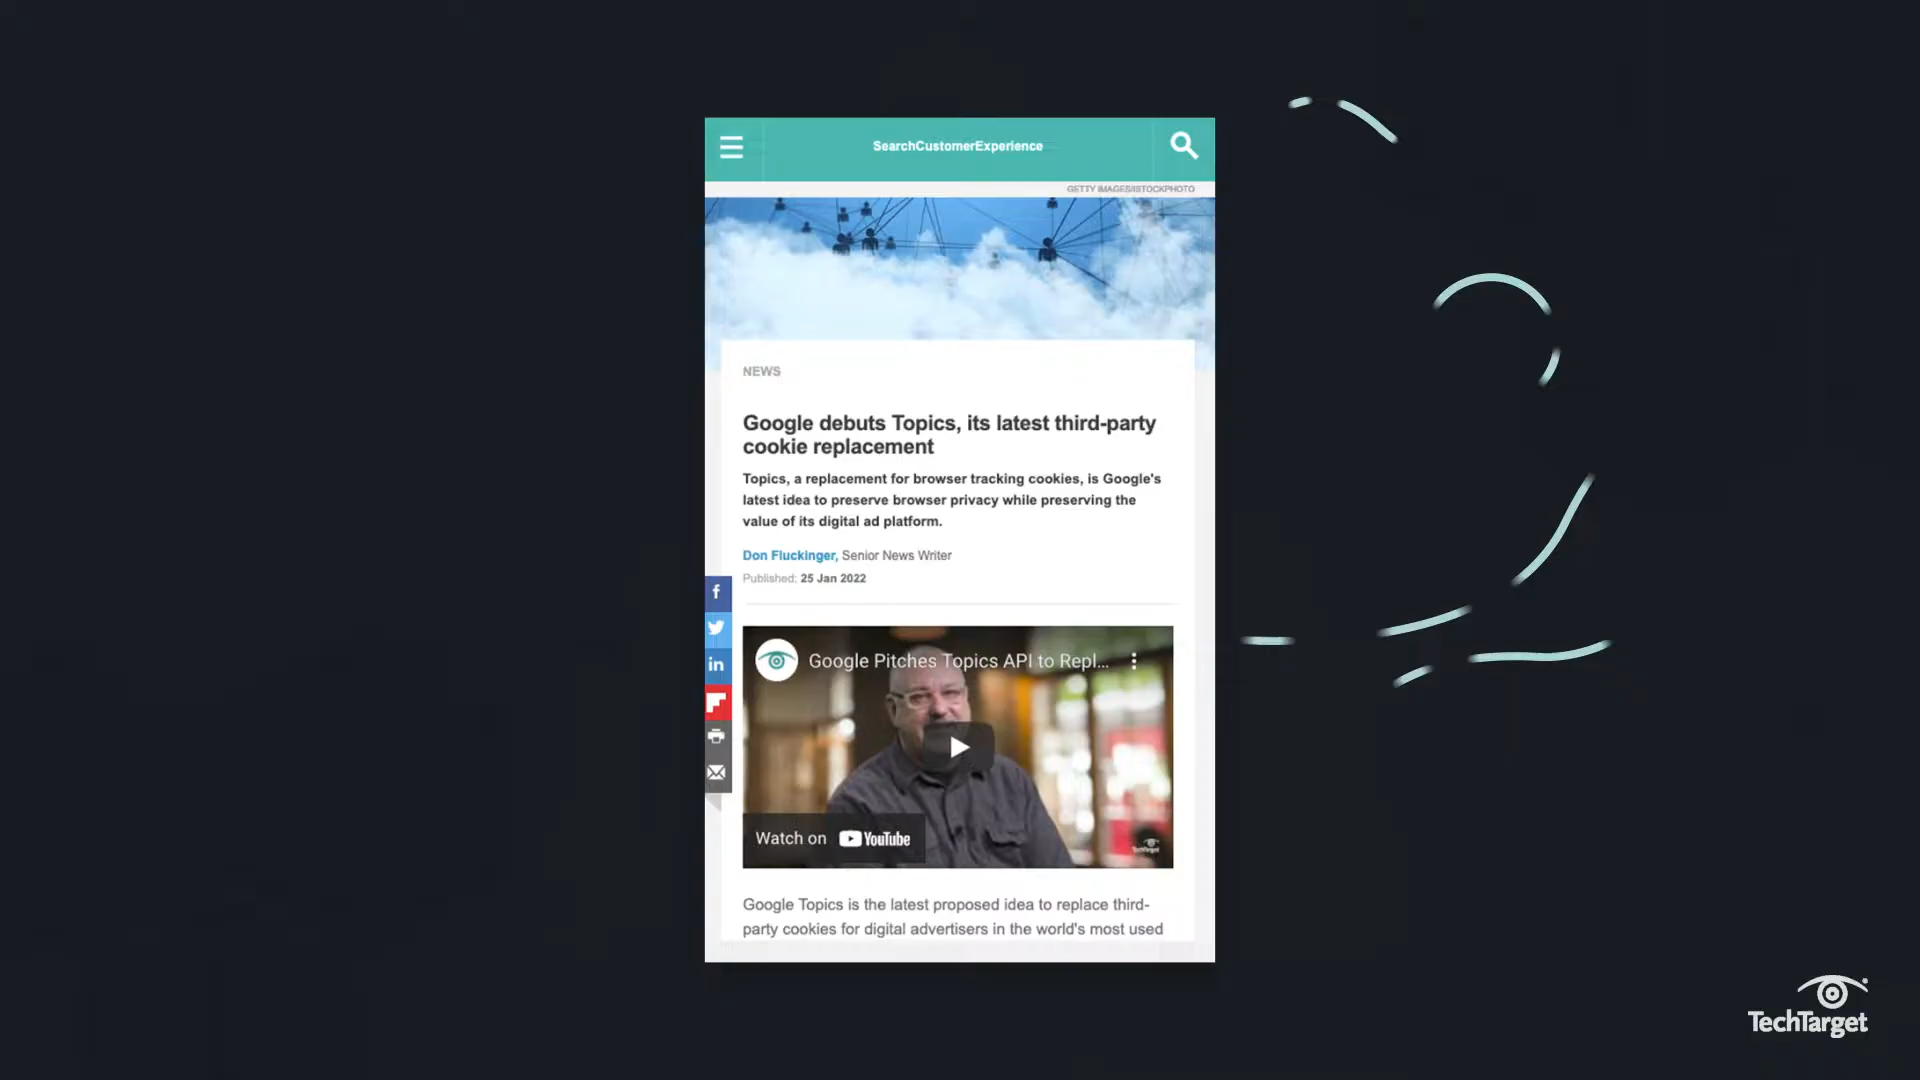 SearchCustomerExperience
GETTY IMAGES/ISTOCKPHOTO
NEWS
Google debuts Topics, its latest third-party
cookie replacement
Topics, a replacement for browser tracking cookies, is Google's
latest idea to preserve browser privacy while preserving the
value of its digital ad platform.
Don Fluckinger, Senior News Writer
Published: 25 Jan 2022
f
in
Google Pitches Topics API to Repl...
Watch on YouTube
TechTarget
Google Topics is the latest proposed idea to replace third-
party cookies for digital advertisers in the world's most used
TechTarget